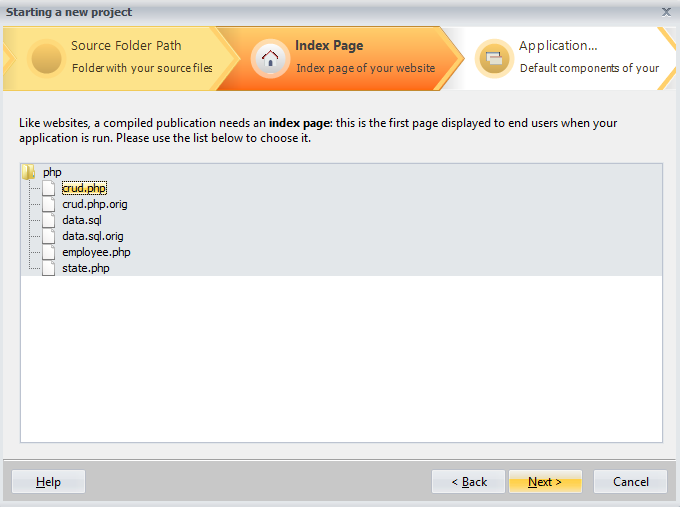 Starting a new project
Source Folder Path
Folder with your source files
Index Page
Index page of your website
Application...
Default components of your
Like websites, a compiled publication needs an index page: this is the first page displayed to end users when your
application is run. Please use the list below to choose it.
php
crud.php
crud.php.orig
data.sql
data.sql.orig
employee.php
state.php
Help
< Back
Next >
Cancel